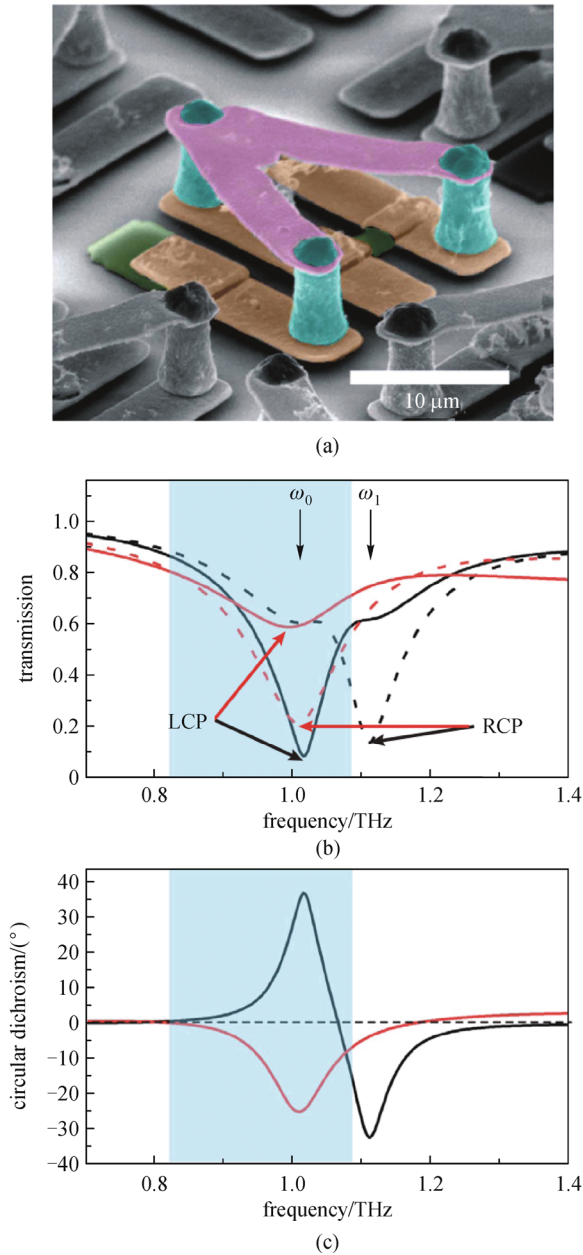 10 μm
(a)
ω0 ω1
1.0
0.8
0.6
0.4
0.2
0
transmission
LCP
RCP
0.8 1.0 1.2 1.4
frequency/THz
(b)
40
30
20
10
0
−10
−20
−30
−40
circular dichroism/(°)
0.8 1.0 1.2 1.4
frequency/THz
(c)